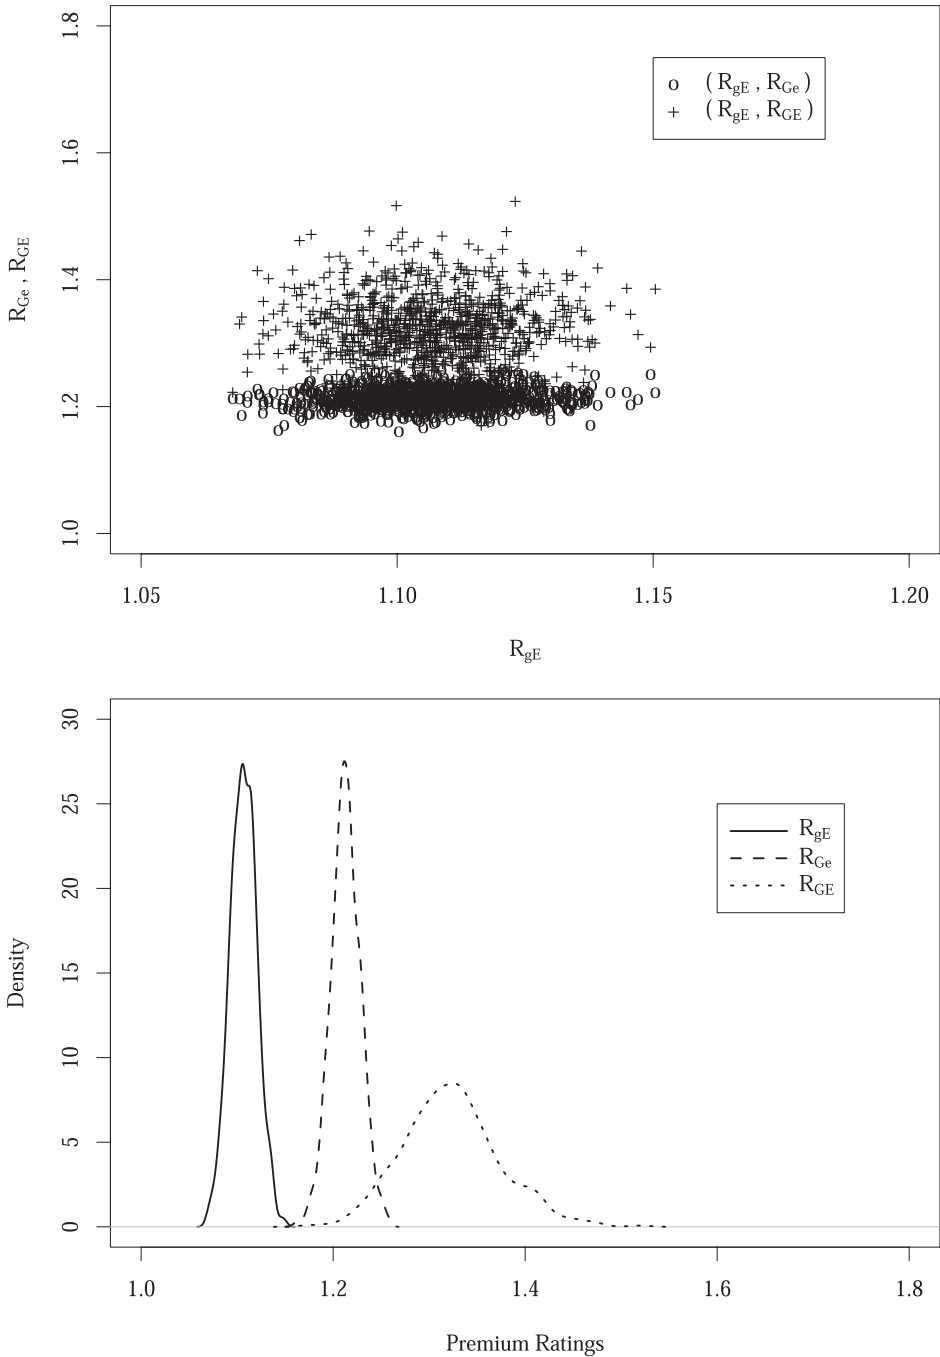 R_Ge , R_GE
1.8
1.6
1.4
1.2
1.0
o ( R_gE , R_Ge )
+ ( R_gE , R_GE )
1.05 1.10 1.15 1.20
R_gE
Density
30
25
20
15
10
5
0
R_gE
R_Ge
R_GE
1.0 1.2 1.4 1.6 1.8
Premium Ratings